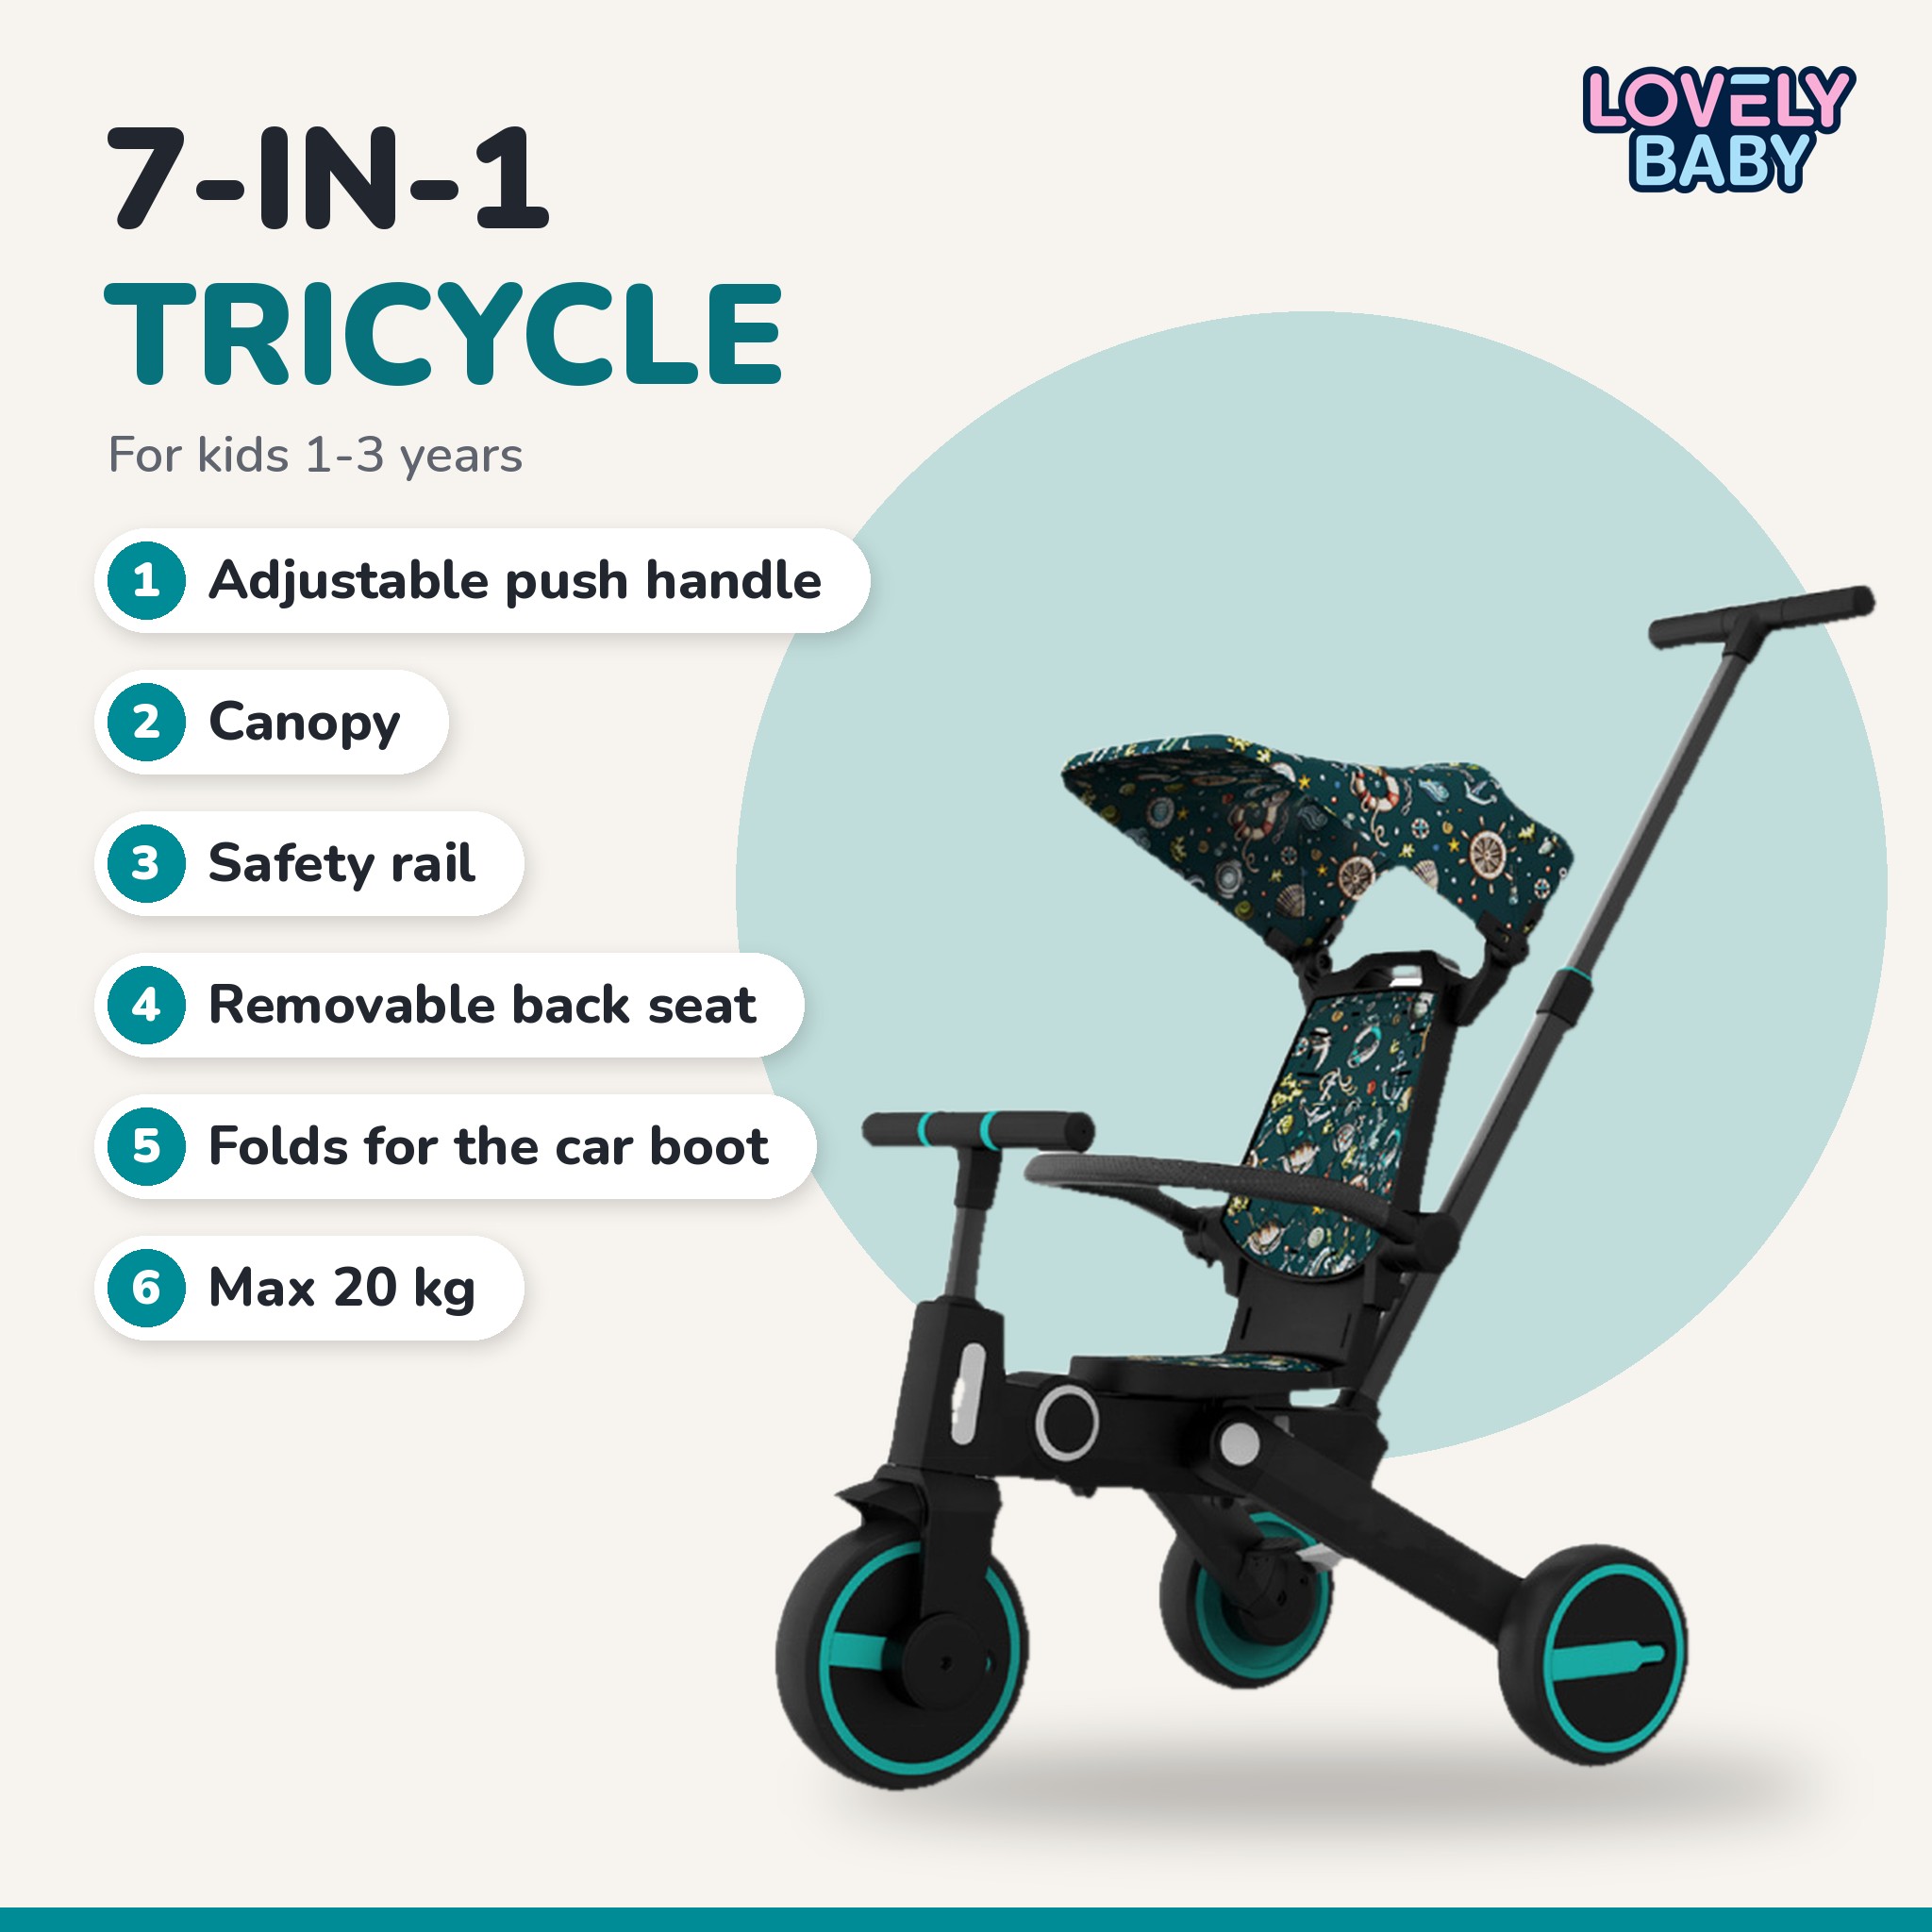 LOVELY
BABY
7-IN-1
TRICYCLE
For kids 1-3 years
1 Adjustable push handle
2 Canopy
3 Safety rail
4 Removable back seat
5 Folds for the car boot
6 Max 20 kg